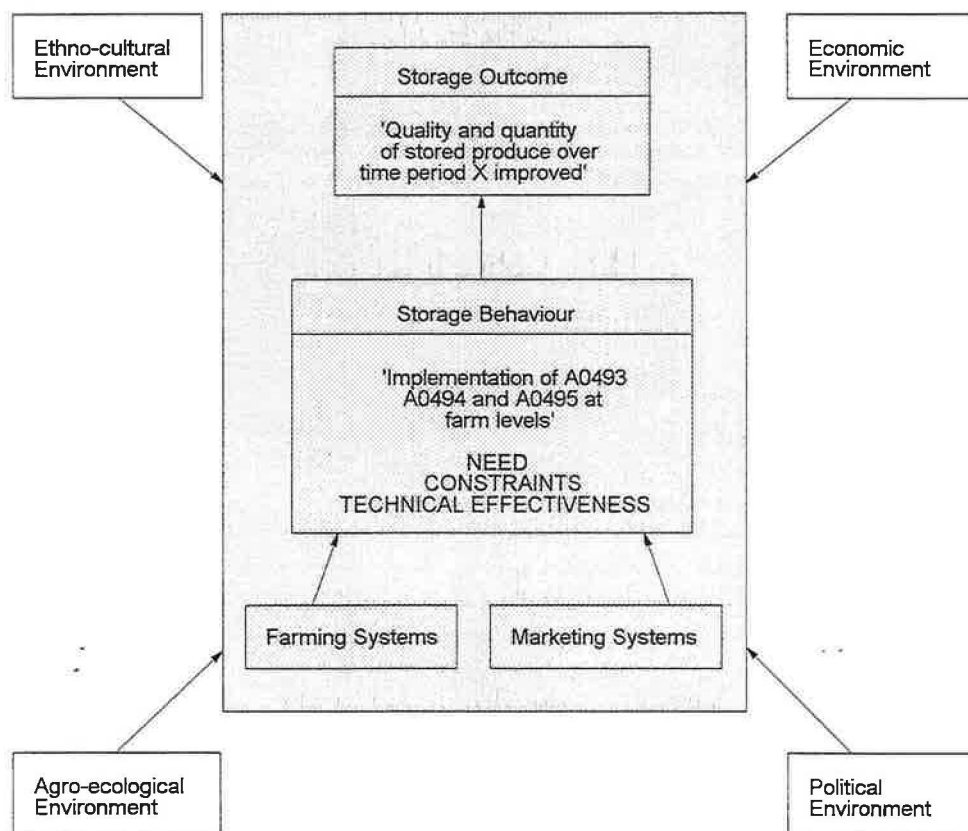 Ethno-cultural
Environment
Economic
Environment
Storage Outcome
'Quality and quantity
of stored produce over
time period X improved'
Storage Behaviour
'Implementation of A0493
A0494 and A0495 at
farm levels'
NEED
CONSTRAINTS
TECHNICAL EFFECTIVENESS
Farming Systems
Marketing Systems
Agro-ecological
Environment
Political
Environment